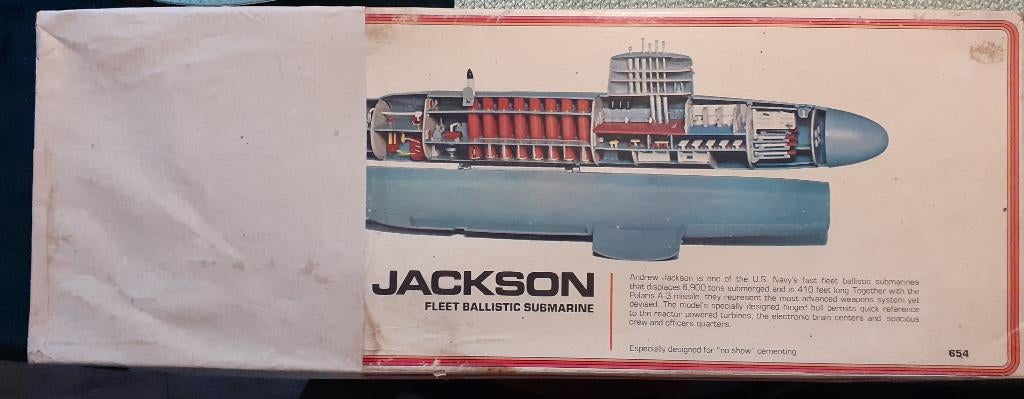 JACKSON
FLEET BALLISTIC SUBMARINE
Andrew Jackson is one of the U.S. Navy's fast fleet ballistic submarines
that displaces 6,900 tons submerged and is 410 feet long Together with the
Polaris A-3 missile, they represent the most advanced weapons system yet
devised. The model's specially designed hinged hull permits quick reference
to the reactor powered turbines, the electronic brain centers and spacious
crew and officers quarters.
Especially designed for "no show" cementing
654